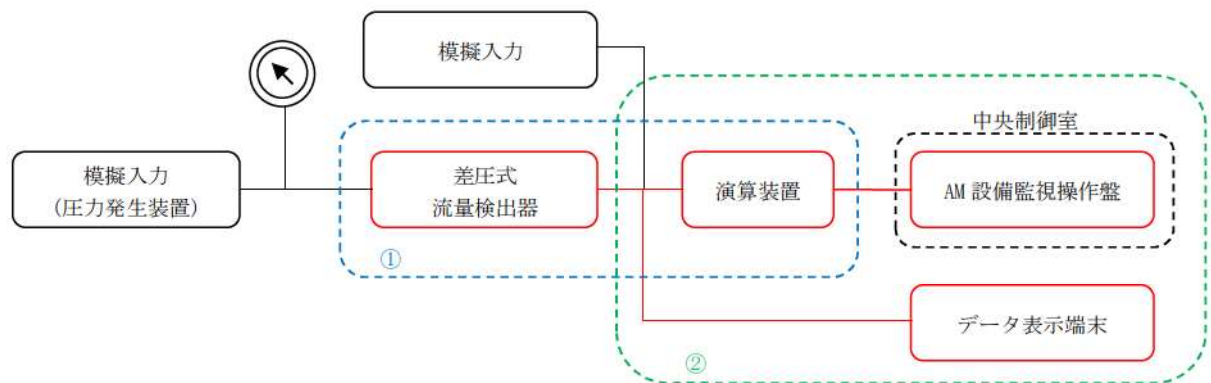 模擬入力
中央制御室
模擬入力
(圧力発生装置)
差圧式
流量検出器
演算装置
AM 設備監視操作盤
①
データ表示端末
②